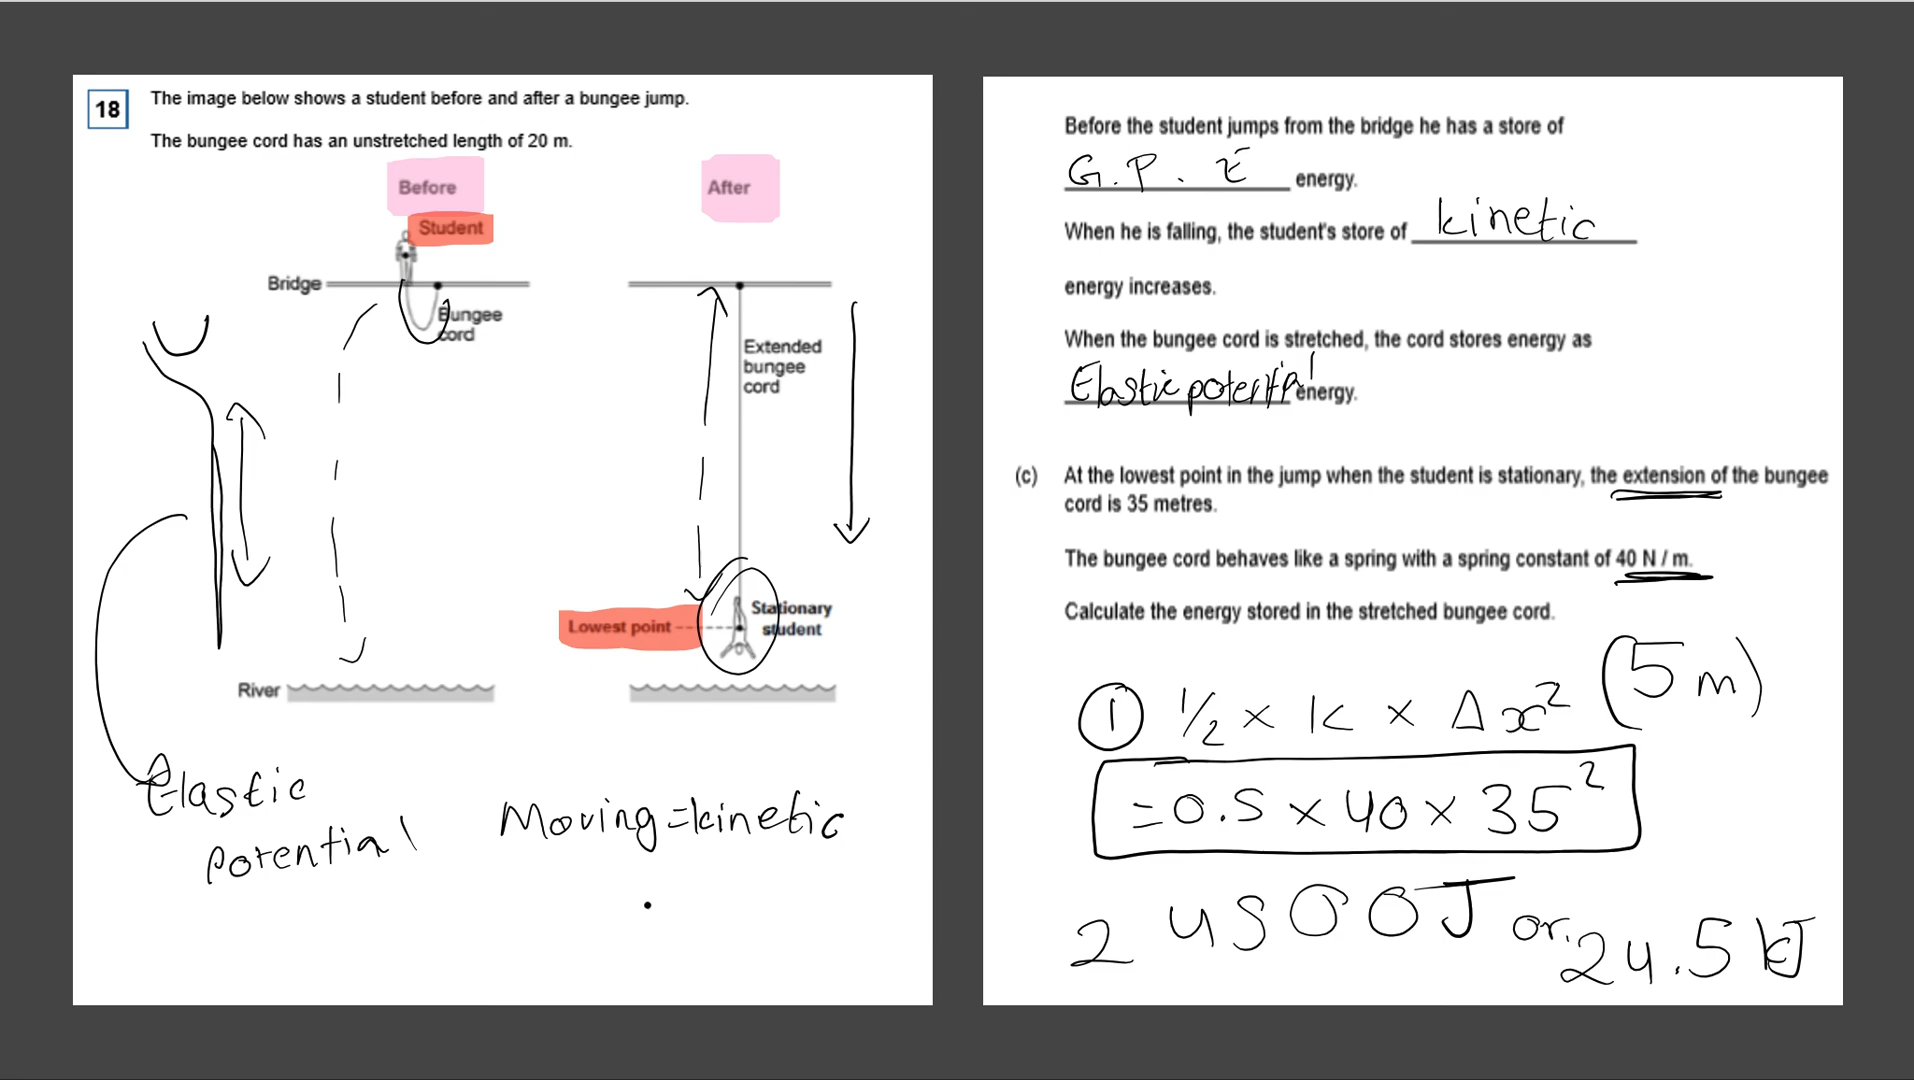 18
The image below shows a student before and after a bungee jump.
The bungee cord has an unstretched length of 20 m.
Before
After
Student
Bridge
Bungee
cord
Extended
bungee
cord
Lowest point
Stationary
student
River
Elastic
Potential
Moving = kinetic
Before the student jumps from the bridge he has a store of
G.P.E energy.
When he is falling, the student's store of kinetic
energy increases.
When the bungee cord is stretched, the cord stores energy as
Elastic potential energy.
(c) At the lowest point in the jump when the student is stationary, the extension of the bungee
cord is 35 metres.
The bungee cord behaves like a spring with a spring constant of 40 N / m.
Calculate the energy stored in the stretched bungee cord.
① ½ × K × Δx² (5 m)
= 0.5 × 40 × 35²
24500J or 24.5 kJ